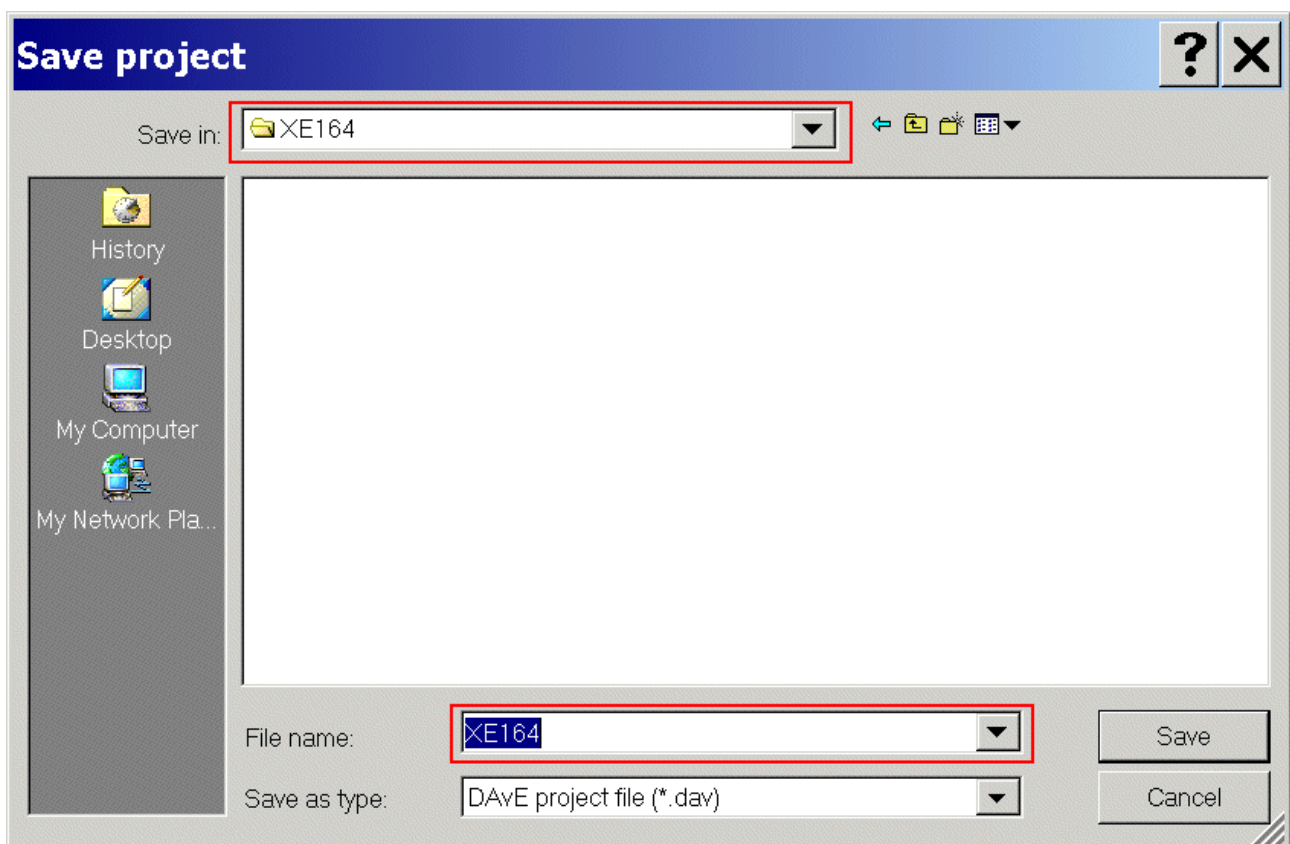 Save project
Save in: XE164
History
Desktop
My Computer
My Network Pla...
File name: XE164 Save
Save as type: DAvE project file (*.dav) Cancel